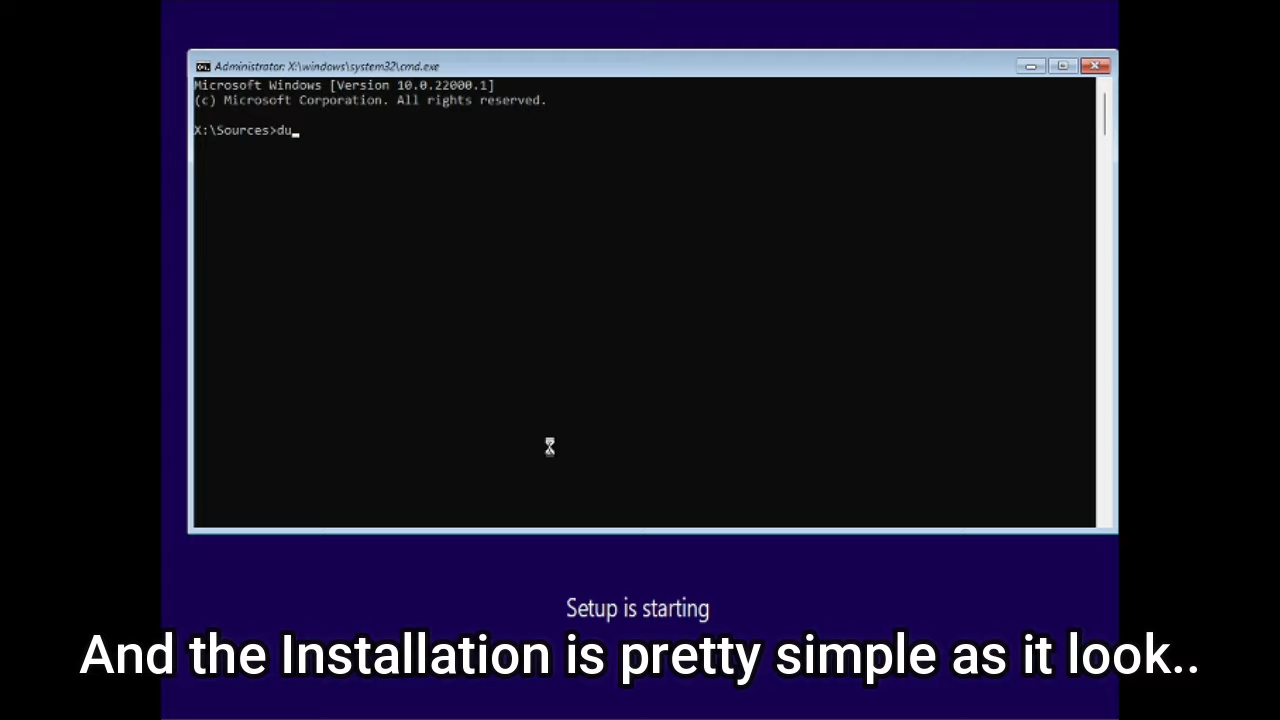 Administrator: X:\windows\system32\cmd.exe
Microsoft Windows [Version 10.0.22000.1]
(c) Microsoft Corporation. All rights reserved.
X:\Sources>du_
Setup is starting
And the Installation is pretty simple as it look..